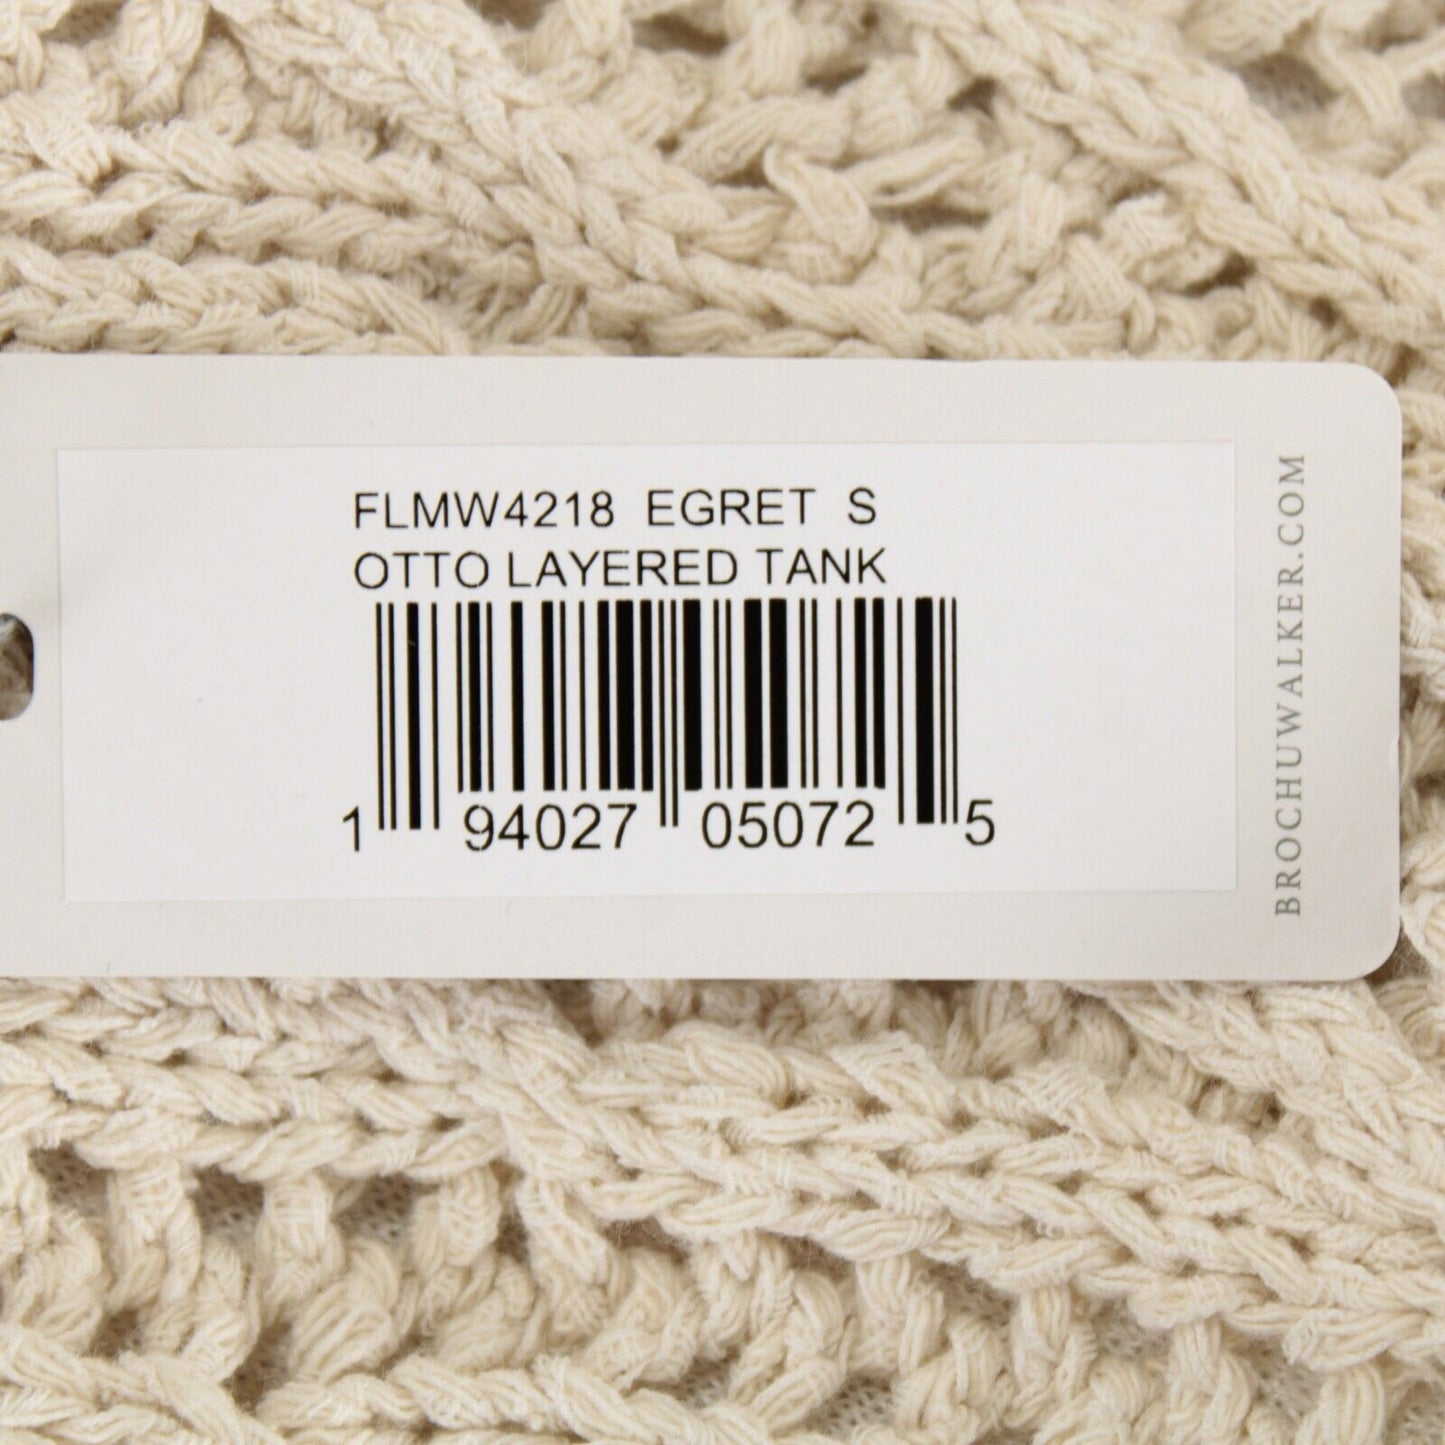 FLMW4218 EGRET S
OTTO LAYERED TANK
1 94027 05072 5
BROCHUWALKER.COM